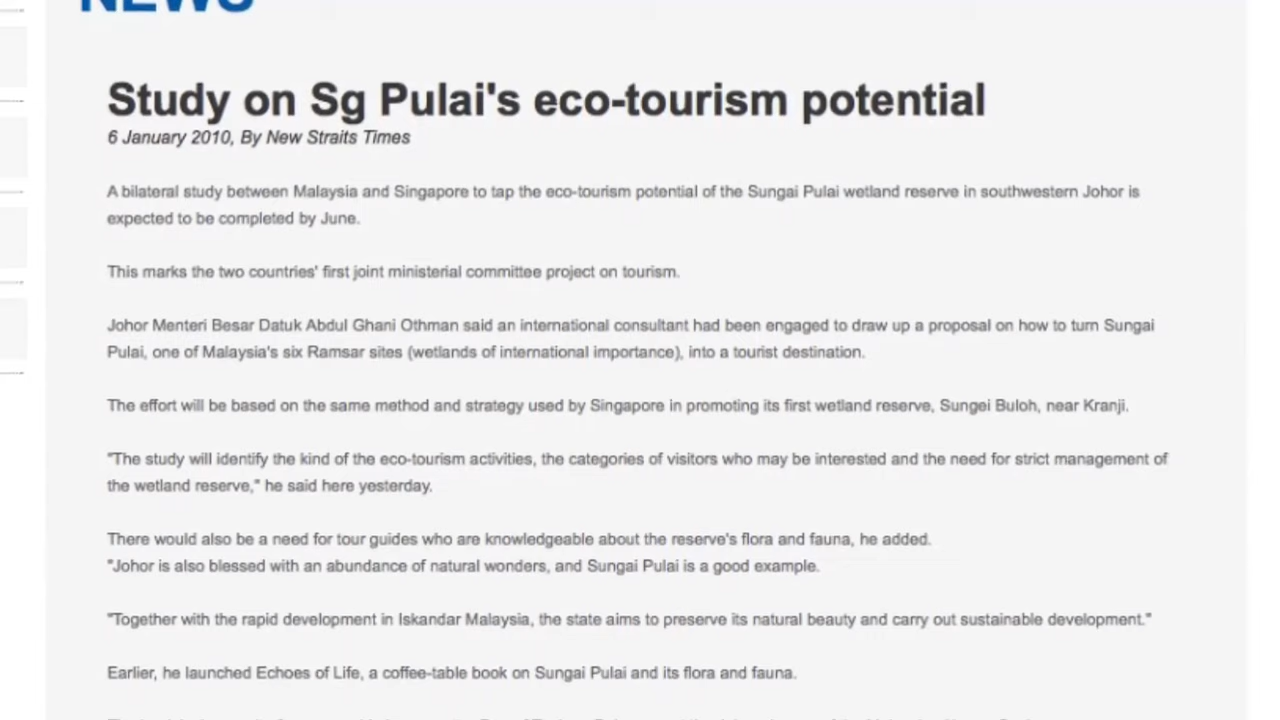 NEWS
Study on Sg Pulai's eco-tourism potential
6 January 2010, By New Straits Times
A bilateral study between Malaysia and Singapore to tap the eco-tourism potential of the Sungai Pulai wetland reserve in southwestern Johor is
expected to be completed by June.
This marks the two countries' first joint ministerial committee project on tourism.
Johor Menteri Besar Datuk Abdul Ghani Othman said an international consultant had been engaged to draw up a proposal on how to turn Sungai
Pulai, one of Malaysia's six Ramsar sites (wetlands of international importance), into a tourist destination.
The effort will be based on the same method and strategy used by Singapore in promoting its first wetland reserve, Sungei Buloh, near Kranji.
"The study will identify the kind of the eco-tourism activities, the categories of visitors who may be interested and the need for strict management of
the wetland reserve," he said here yesterday.
There would also be a need for tour guides who are knowledgeable about the reserve's flora and fauna, he added.
"Johor is also blessed with an abundance of natural wonders, and Sungai Pulai is a good example.
"Together with the rapid development in Iskandar Malaysia, the state aims to preserve its natural beauty and carry out sustainable development."
Earlier, he launched Echoes of Life, a coffee-table book on Sungai Pulai and its flora and fauna.